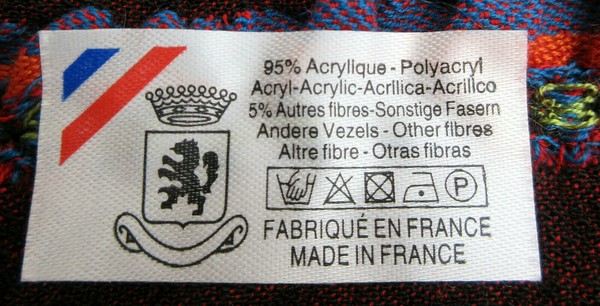 95% Acrylique - Polyacryl
Acryl-Acrylic-Acrilica-Acrilico
5% Autres fibres-Sonstige Fasern
Andere Vezels - Other fibres
Altre fibre - Otras fibras
P
FABRIQUÉ EN FRANCE
MADE IN FRANCE